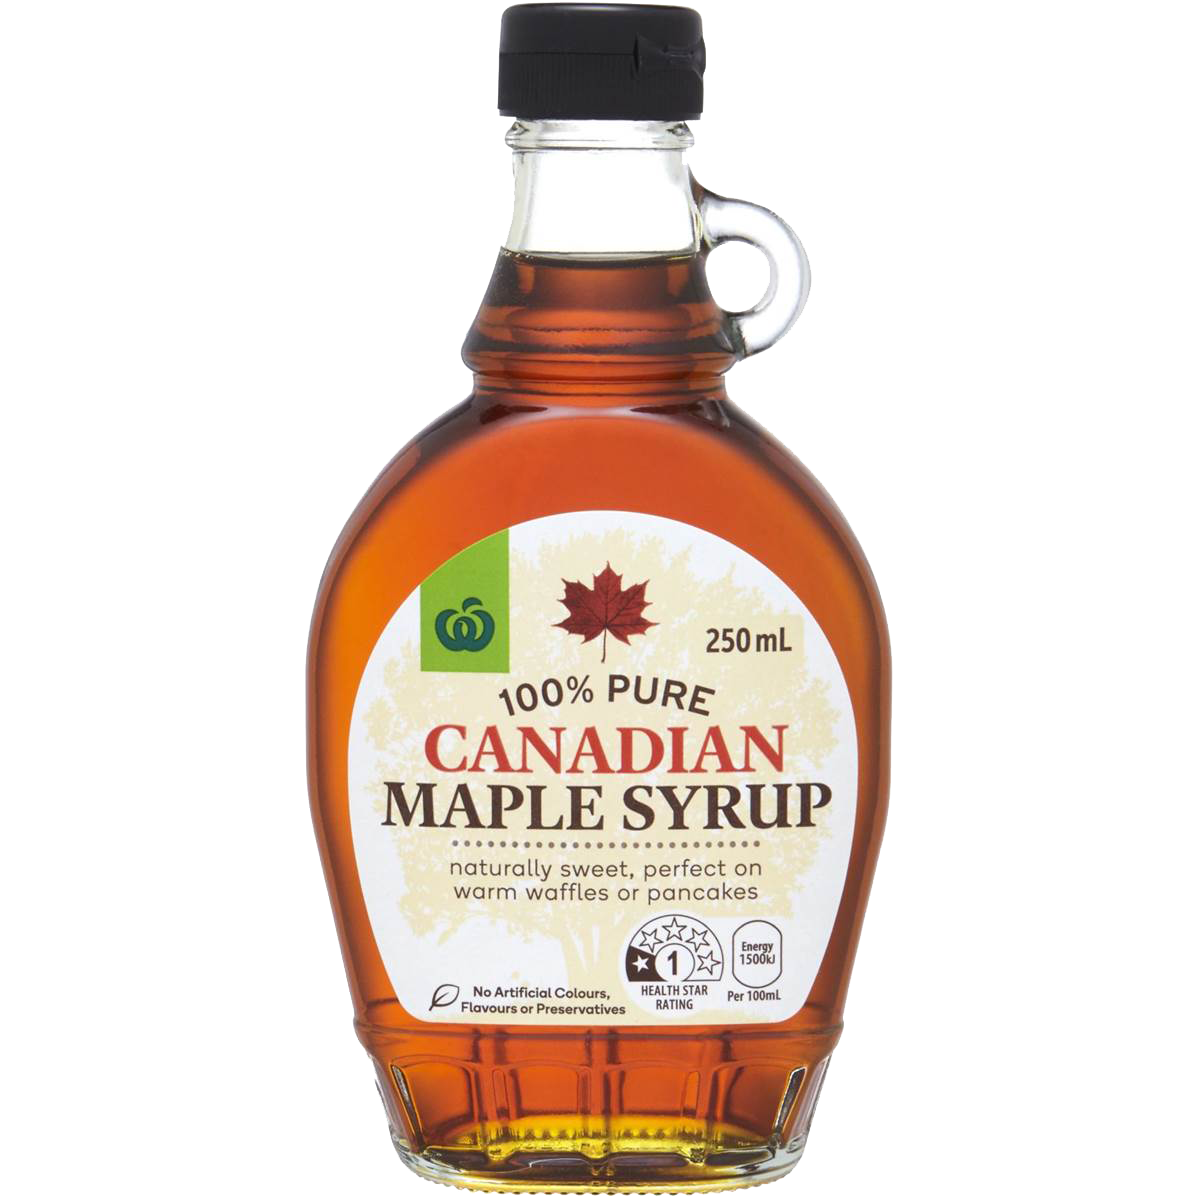 250 mL
100% PURE
CANADIAN
MAPLE SYRUP
naturally sweet, perfect on
warm waffles or pancakes
No Artificial Colours,
Flavours or Preservatives
1
HEALTH STAR
RATING
Energy
1500kJ
Per 100mL